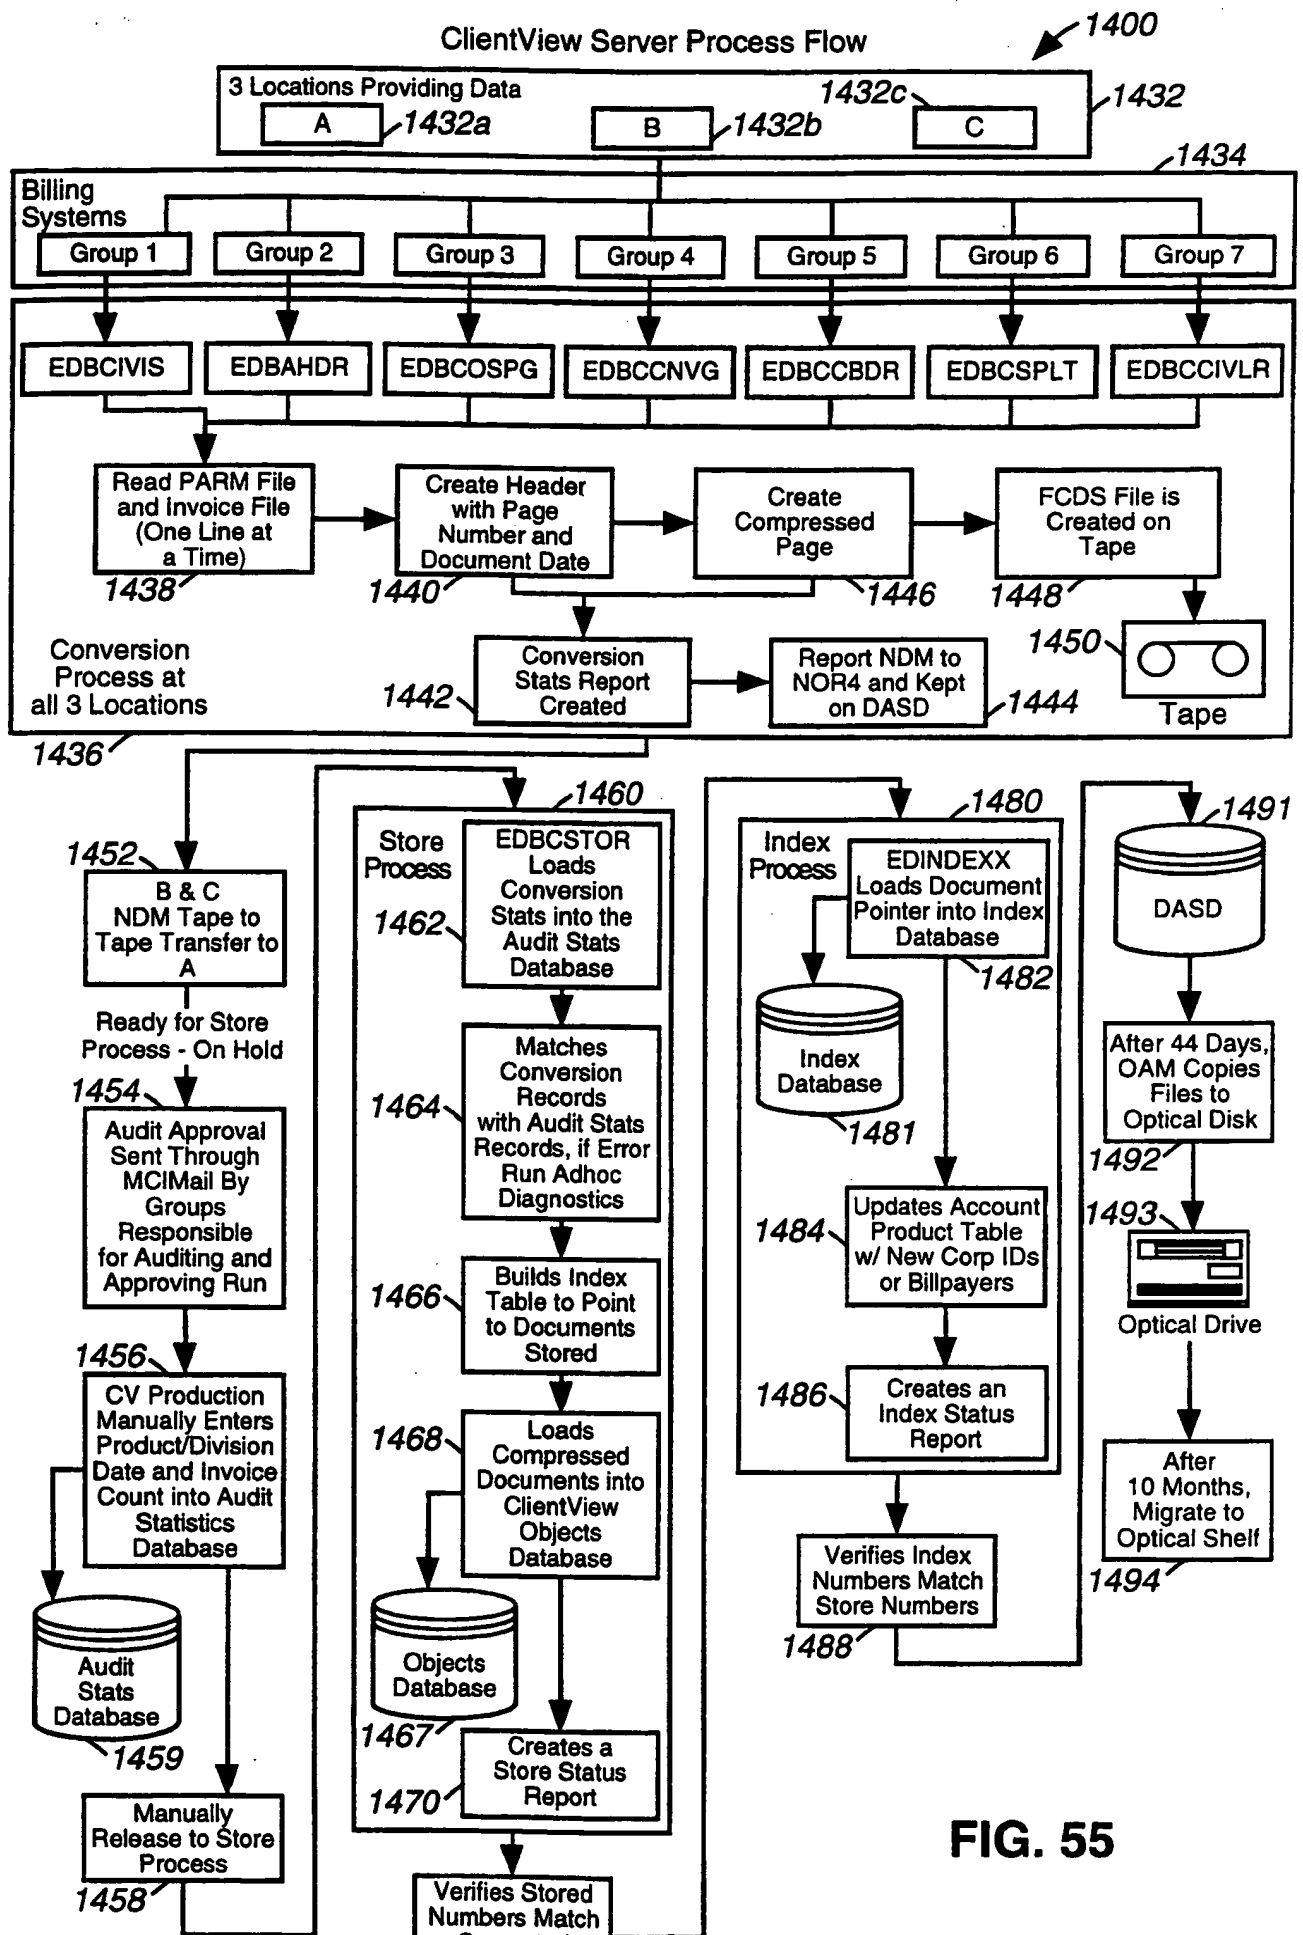 ClientView Server Process Flow
1400
3 Locations Providing Data
A
1432a
B
1432b
C
1432c
1432
1434
Billing
Systems
Group 1
Group 2
Group 3
Group 4
Group 5
Group 6
Group 7
EDBCIVIS
EDBAHDR
EDBCOSPG
EDBCCNVG
EDBCCBDR
EDBCSPLT
EDBCCIVLR
Read PARM File
and Invoice File
(One Line at
a Time)
1438
Create Header
with Page
Number and
Document Date
1440
Create
Compressed
Page
1446
FCDS File is
Created on
Tape
1448
1450
Tape
Conversion
Process at
all 3 Locations
1436
Conversion
Stats Report
Created
1442
Report NDM to
NOR4 and Kept
on DASD
1444
1452
B & C
NDM Tape to
Tape Transfer to
A
Ready for Store
Process - On Hold
1454
Audit Approval
Sent Through
MCIMail By
Groups
Responsible
for Auditing and
Approving Run
1456
CV Production
Manually Enters
Product/Division
Date and Invoice
Count into Audit
Statistics
Database
Audit
Stats
Database
1459
Manually
Release to Store
Process
1458
1460
Store
Process
EDBCSTOR
Loads
Conversion
Stats into the
Audit Stats
Database
1462
Matches
Conversion
Records
with Audit Stats
Records, if Error
Run Adhoc
Diagnostics
1464
Builds Index
Table to Point
to Documents
Stored
1466
Loads
Compressed
Documents into
ClientView
Objects
Database
1468
Objects
Database
1467
Creates a
Store Status
Report
1470
Verifies Stored
Numbers Match
1480
Index
Process
EDINDEXX
Loads Document
Pointer into Index
Database
1482
Index
Database
1481
Updates Account
Product Table
w/ New Corp IDs
or Billpayers
1484
Creates an
Index Status
Report
1486
Verifies Index
Numbers Match
Store Numbers
1488
1491
DASD
After 44 Days,
OAM Copies
Files to
Optical Disk
1492
1493
Optical Drive
After
10 Months,
Migrate to
Optical Shelf
1494
FIG. 55